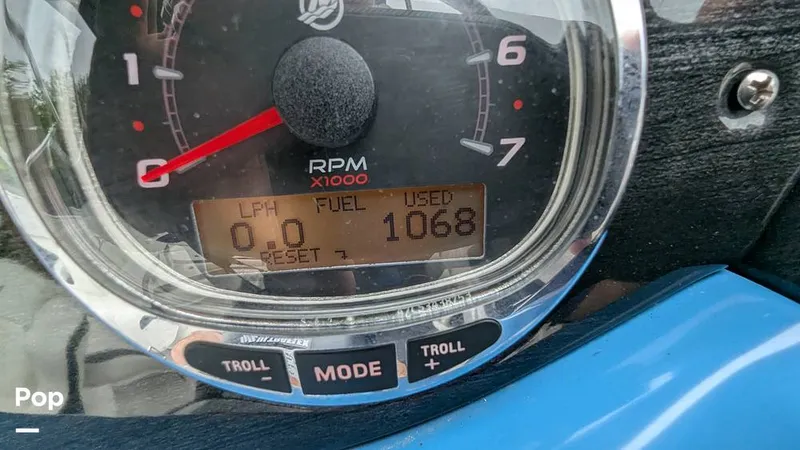 1
6
0
7
RPM
X1000
LPH FUEL USED
0.0 1068
RESET
TROLL
-
MODE
TROLL
+
Pop